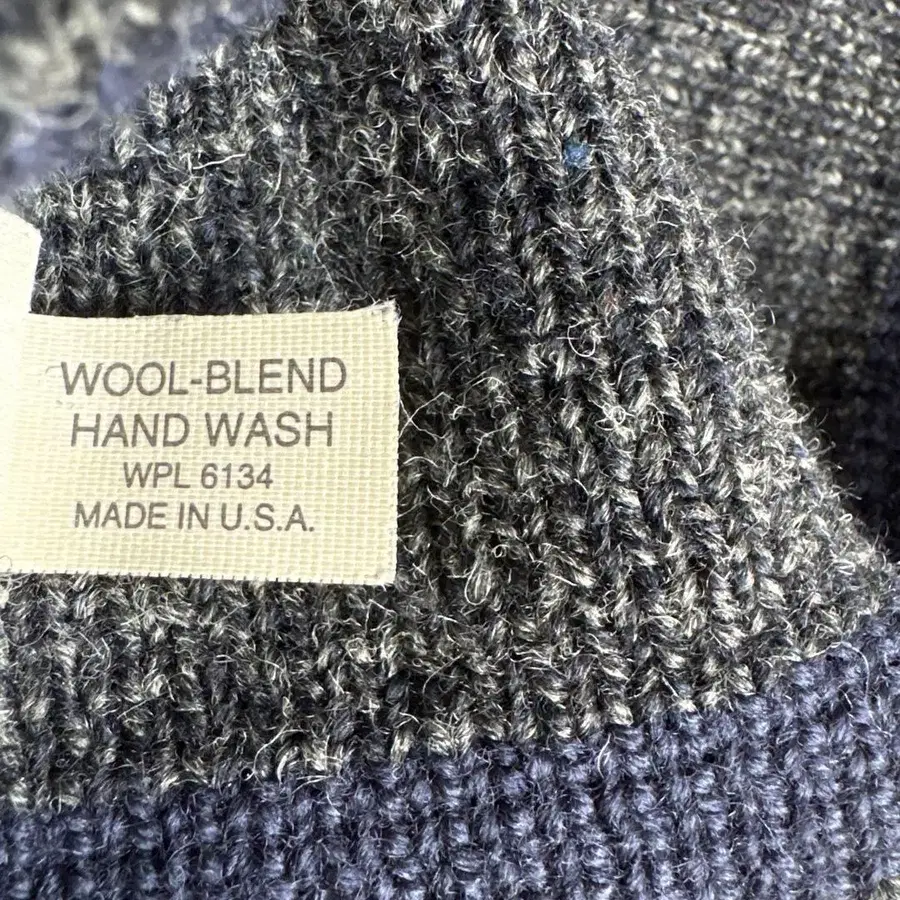 WOOL-BLEND
HAND WASH
WPL 6134
MADE IN U.S.A.